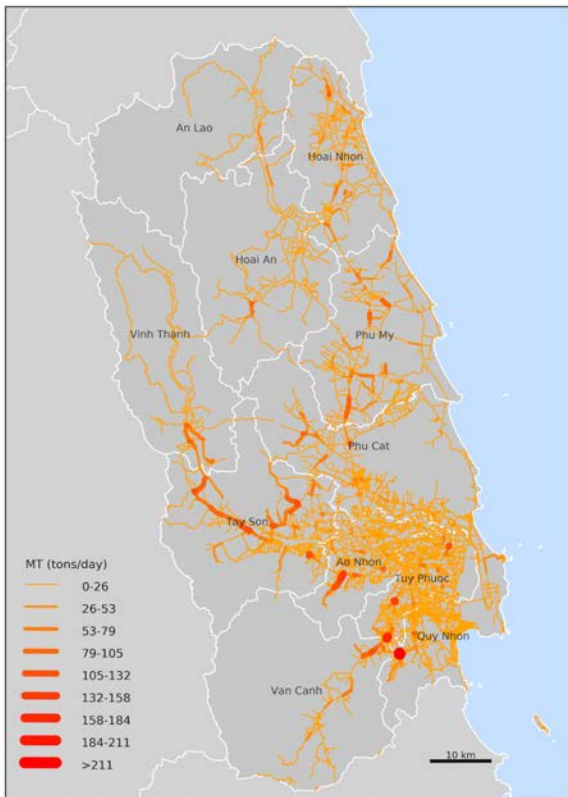 An Lao
Hoai Nhon
Hoai An
Vinh Thanh
Phu My
Phu Cat
Tay Son
An Nhon
Tuy Phuoc
Quy Nhon
Van Canh
MT (tons/day)
0-26
26-53
53-79
79-105
105-132
132-158
158-184
184-211
>211
10 km